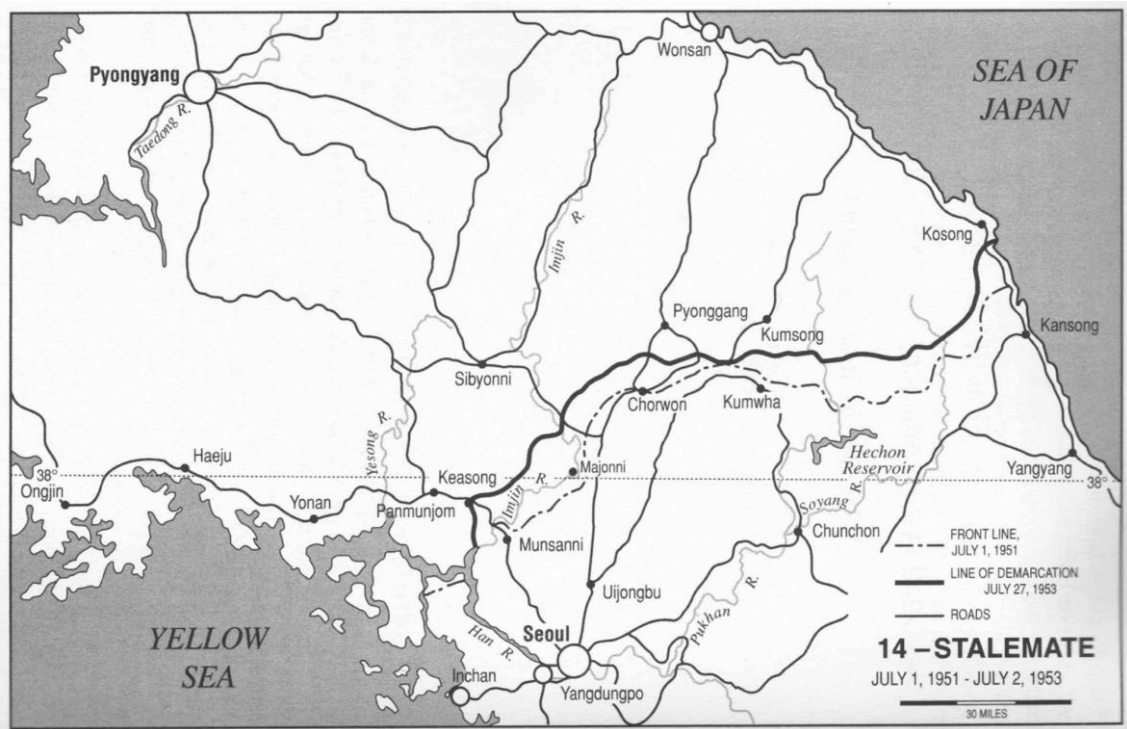 Wonsan
Pyongyang
SEA OF
JAPAN
Taedong R.
Imjin R.
Kosong
Pyonggang
Kumsong
Kansong
Sibyonni
Chorwon
Kumwha
Yesong R.
Haeju
Hechon
Reservoir
38°
Keasong
Majonni
Yangyang
38°
Ongjin
Yonan
Panmunjom
Imjin R.
Soyang R.
Munsanni
Chunchon
FRONT LINE,
JULY 1, 1951
LINE OF DEMARCATION
JULY 27, 1953
Uijongbu
Pukhan R.
ROADS
YELLOW
SEA
Han R.
Seoul
14 – STALEMATE
JULY 1, 1951 - JULY 2, 1953
Inchan
Yangdungpo
30 MILES